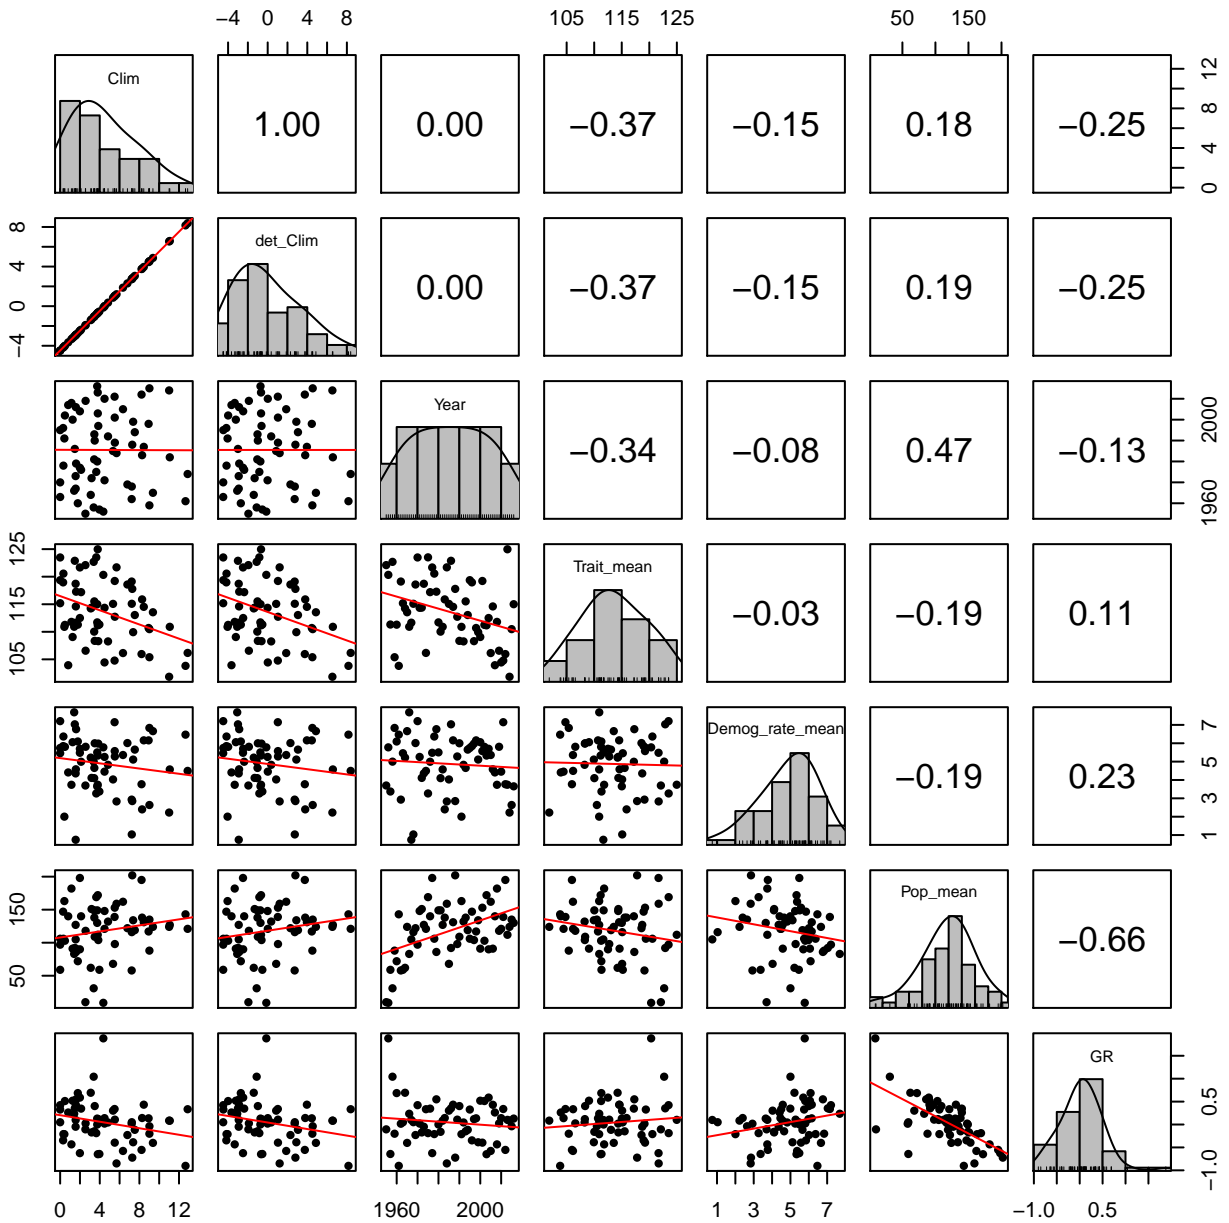 −4 0 4 8 105 115 125 50 150
Clim 1.00 0.00 −0.37 −0.15 0.18 −0.25 0 4 8 12
−4 0 4 8 det_Clim 0.00 −0.37 −0.15 0.19 −0.25
Year −0.34 −0.08 0.47 −0.13 1960 2000
105 115 125 Trait_mean −0.03 −0.19 0.11
Demog_rate_mean −0.19 0.23 1 3 5 7
50 150 Pop_mean −0.66
GR −1.0 0.5
0 4 8 12 1960 2000 1 3 5 7 −1.0 0.5